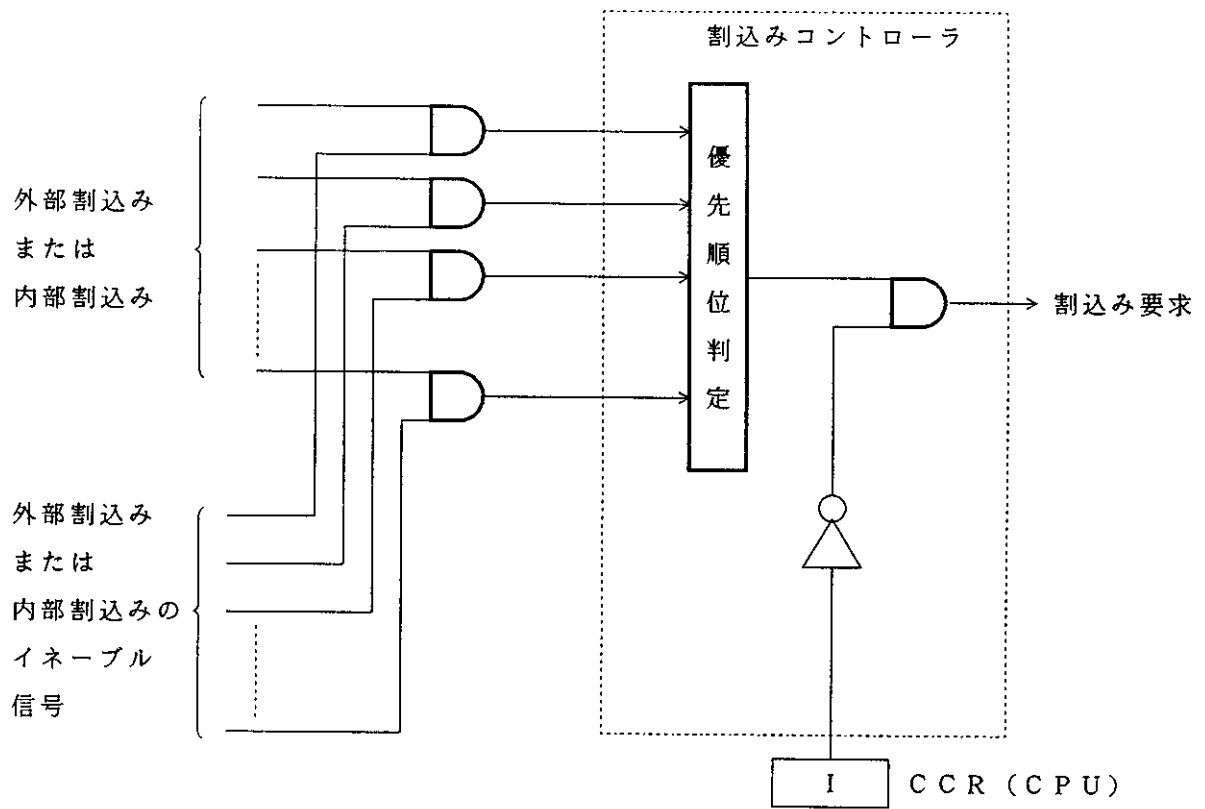 割込みコントローラ
外部割込み
または
内部割込み
優先順位判定
割込み要求
外部割込み
または
内部割込みの
イネーブル
信号
I
CCR(CPU)